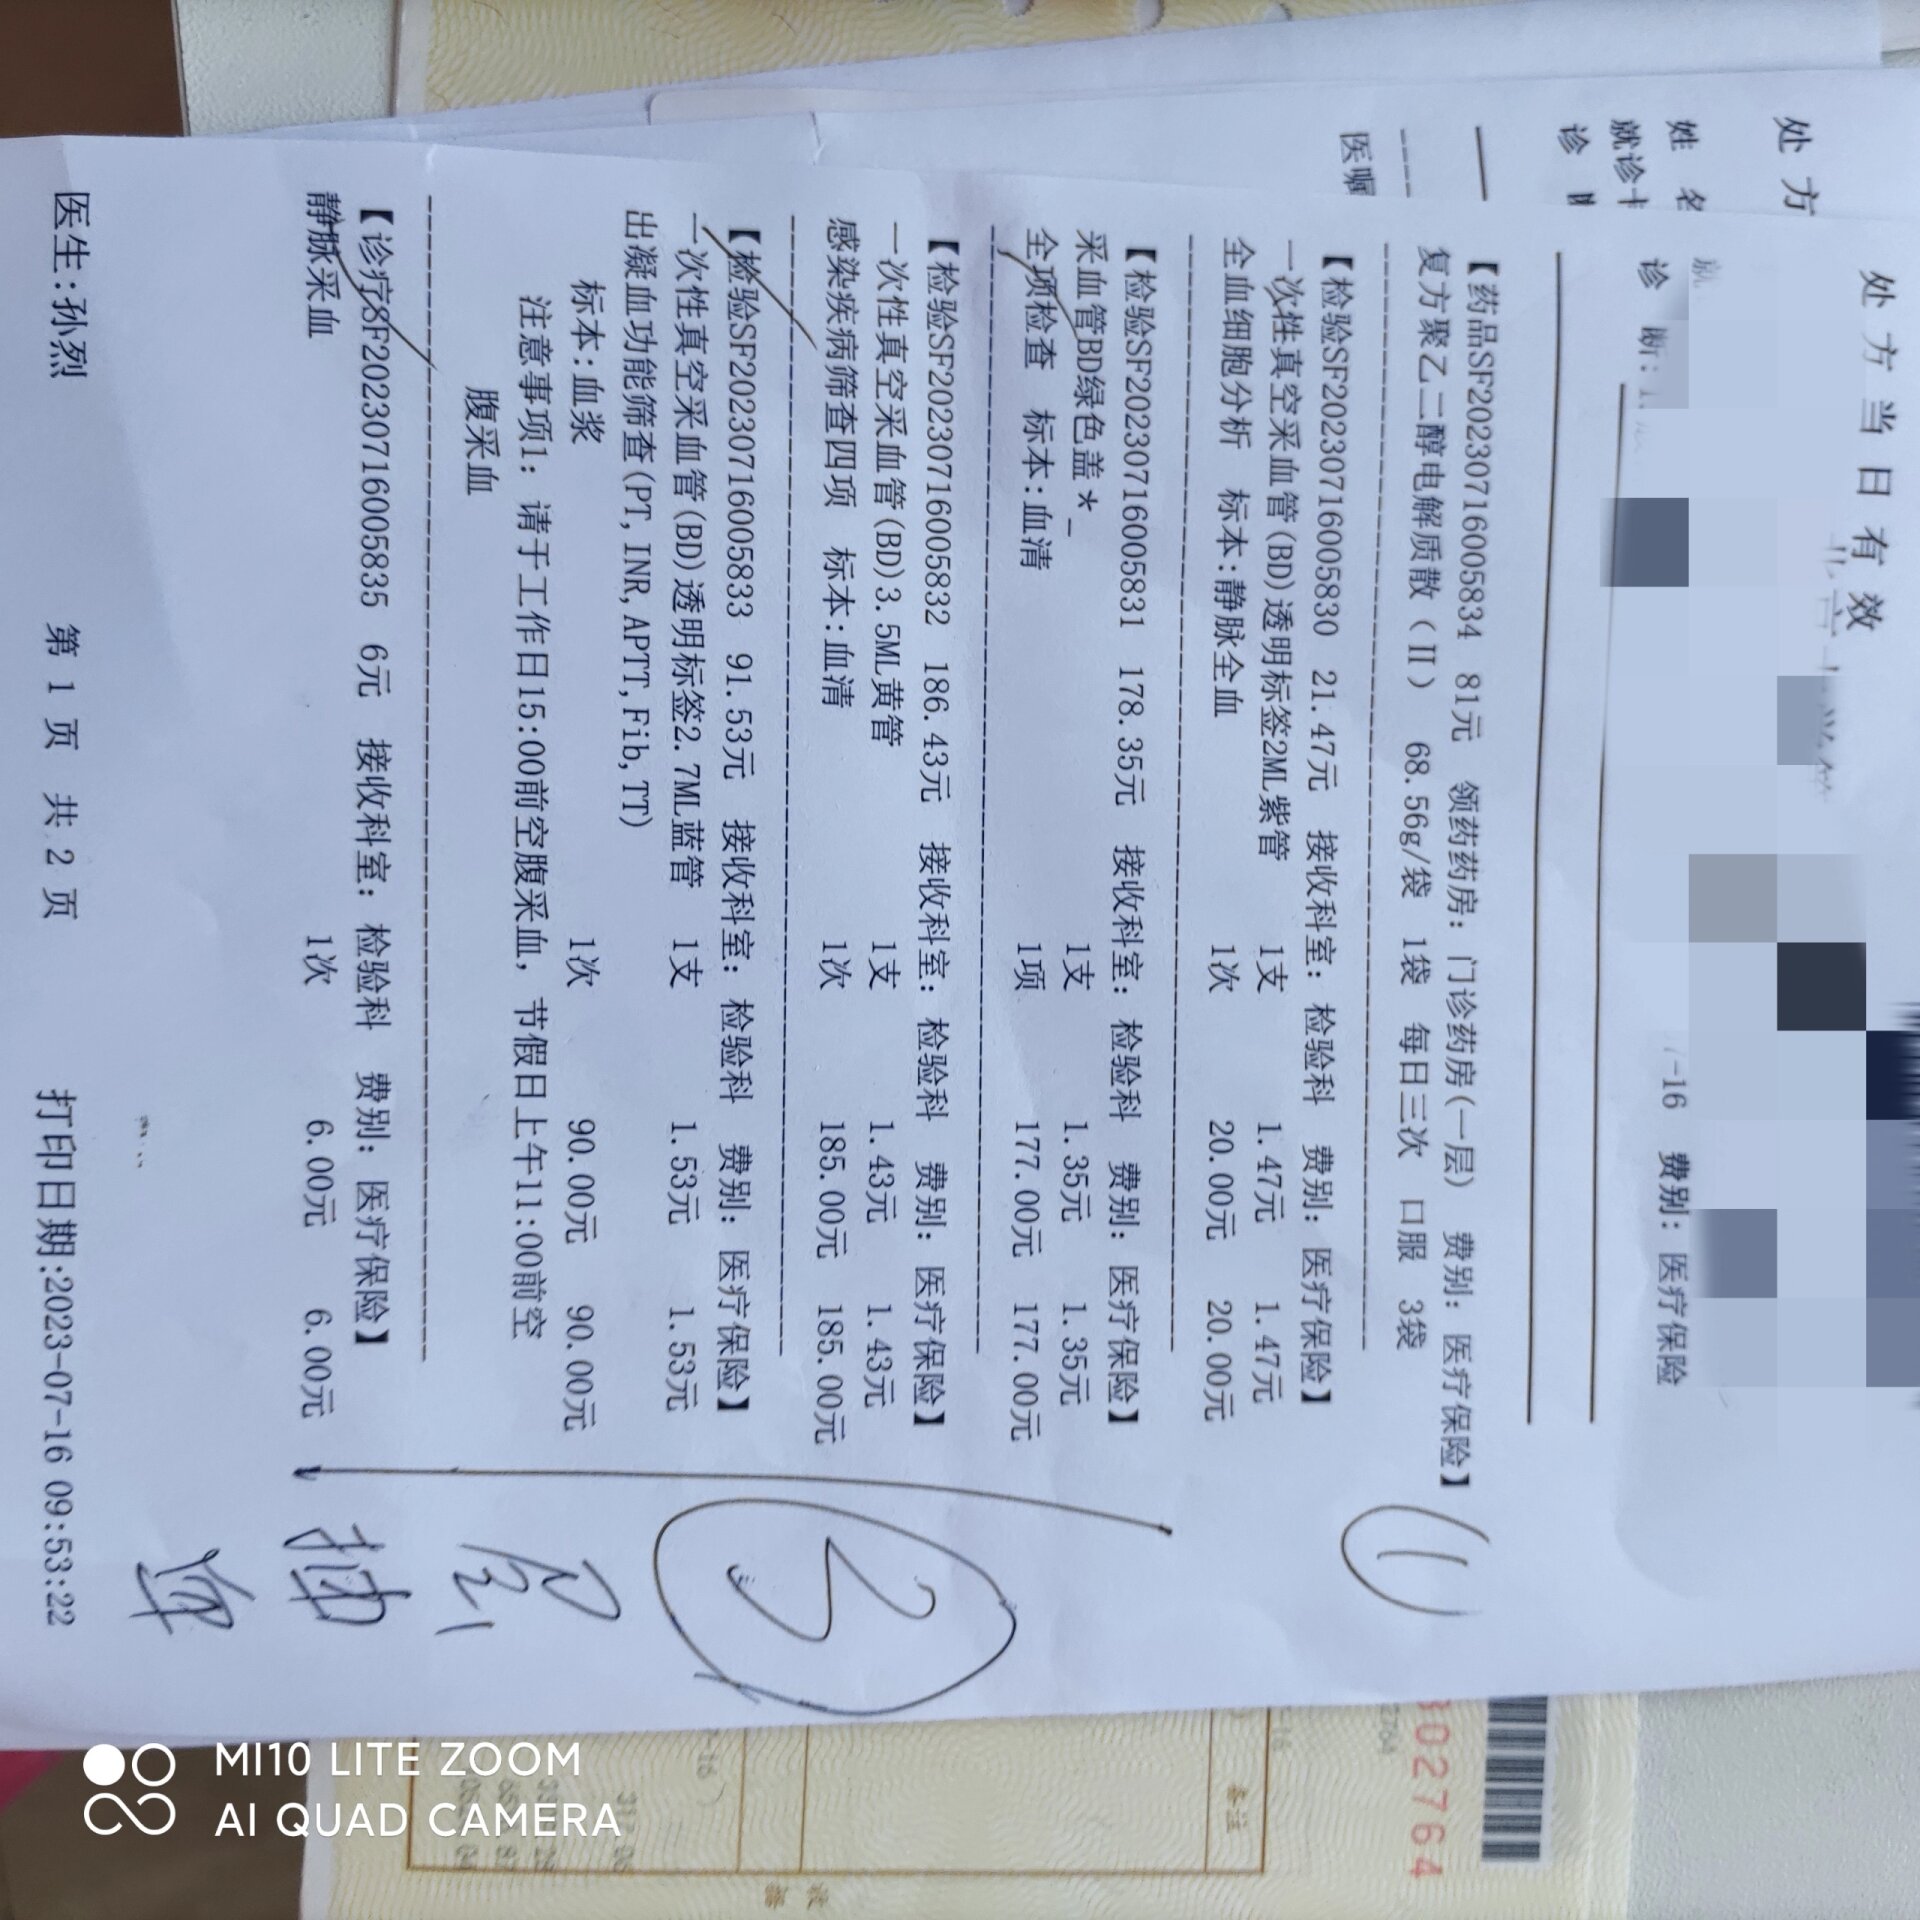 处方当日有效
诊 断:
-16 费别: 医疗保险
【药品SF20230716005834 81元 领药药房: 门诊药房(一层) 费别: 医疗保险】
复方聚乙二醇电解质散(II) 68.56g/袋 1袋 每日三次 口服 3袋
【检验SF20230716005830 21.47元 接收科室: 检验科 费别: 医疗保险】
一次性真空采血管(BD)透明标签2ML紫管 1支 1.47元 1.47元
全血细胞分析 标本:静脉全血 1次 20.00元 20.00元
【检验SF20230716005831 178.35元 接收科室: 检验科 费别: 医疗保险】
采血管BD绿色盖*_ 1支 1.35元 1.35元
全项检查 标本:血清 1项 177.00元 177.00元
【检验SF20230716005832 186.43元 接收科室: 检验科 费别: 医疗保险】
一次性真空采血管(BD)3.5ML黄管 1支 1.43元 1.43元
感染疾病筛查四项 标本:血清 1次 185.00元 185.00元
【检验SF20230716005833 91.53元 接收科室: 检验科 费别: 医疗保险】
一次性真空采血管(BD)透明标签2.7ML蓝管 1支 1.53元 1.53元
出凝血功能筛查(PT,INR,APTT,Fib,TT)
标本:血浆 1次 90.00元 90.00元
注意事项1: 请于工作日15:00前空腹采血, 节假日上午11:00前空
腹采血
【诊疗SF20230716005835 6元 接收科室: 检验科 费别: 医疗保险】
静脉采血 1次 6.00元 6.00元
医生:孙烈 第 1 页 共 2 页 打印日期:2023-07-16 09:53:22
处 方
姓 名
就诊卡
诊
医嘱
1
3
抽
备注
302764
MI10 LITE ZOOM
AI QUAD CAMERA